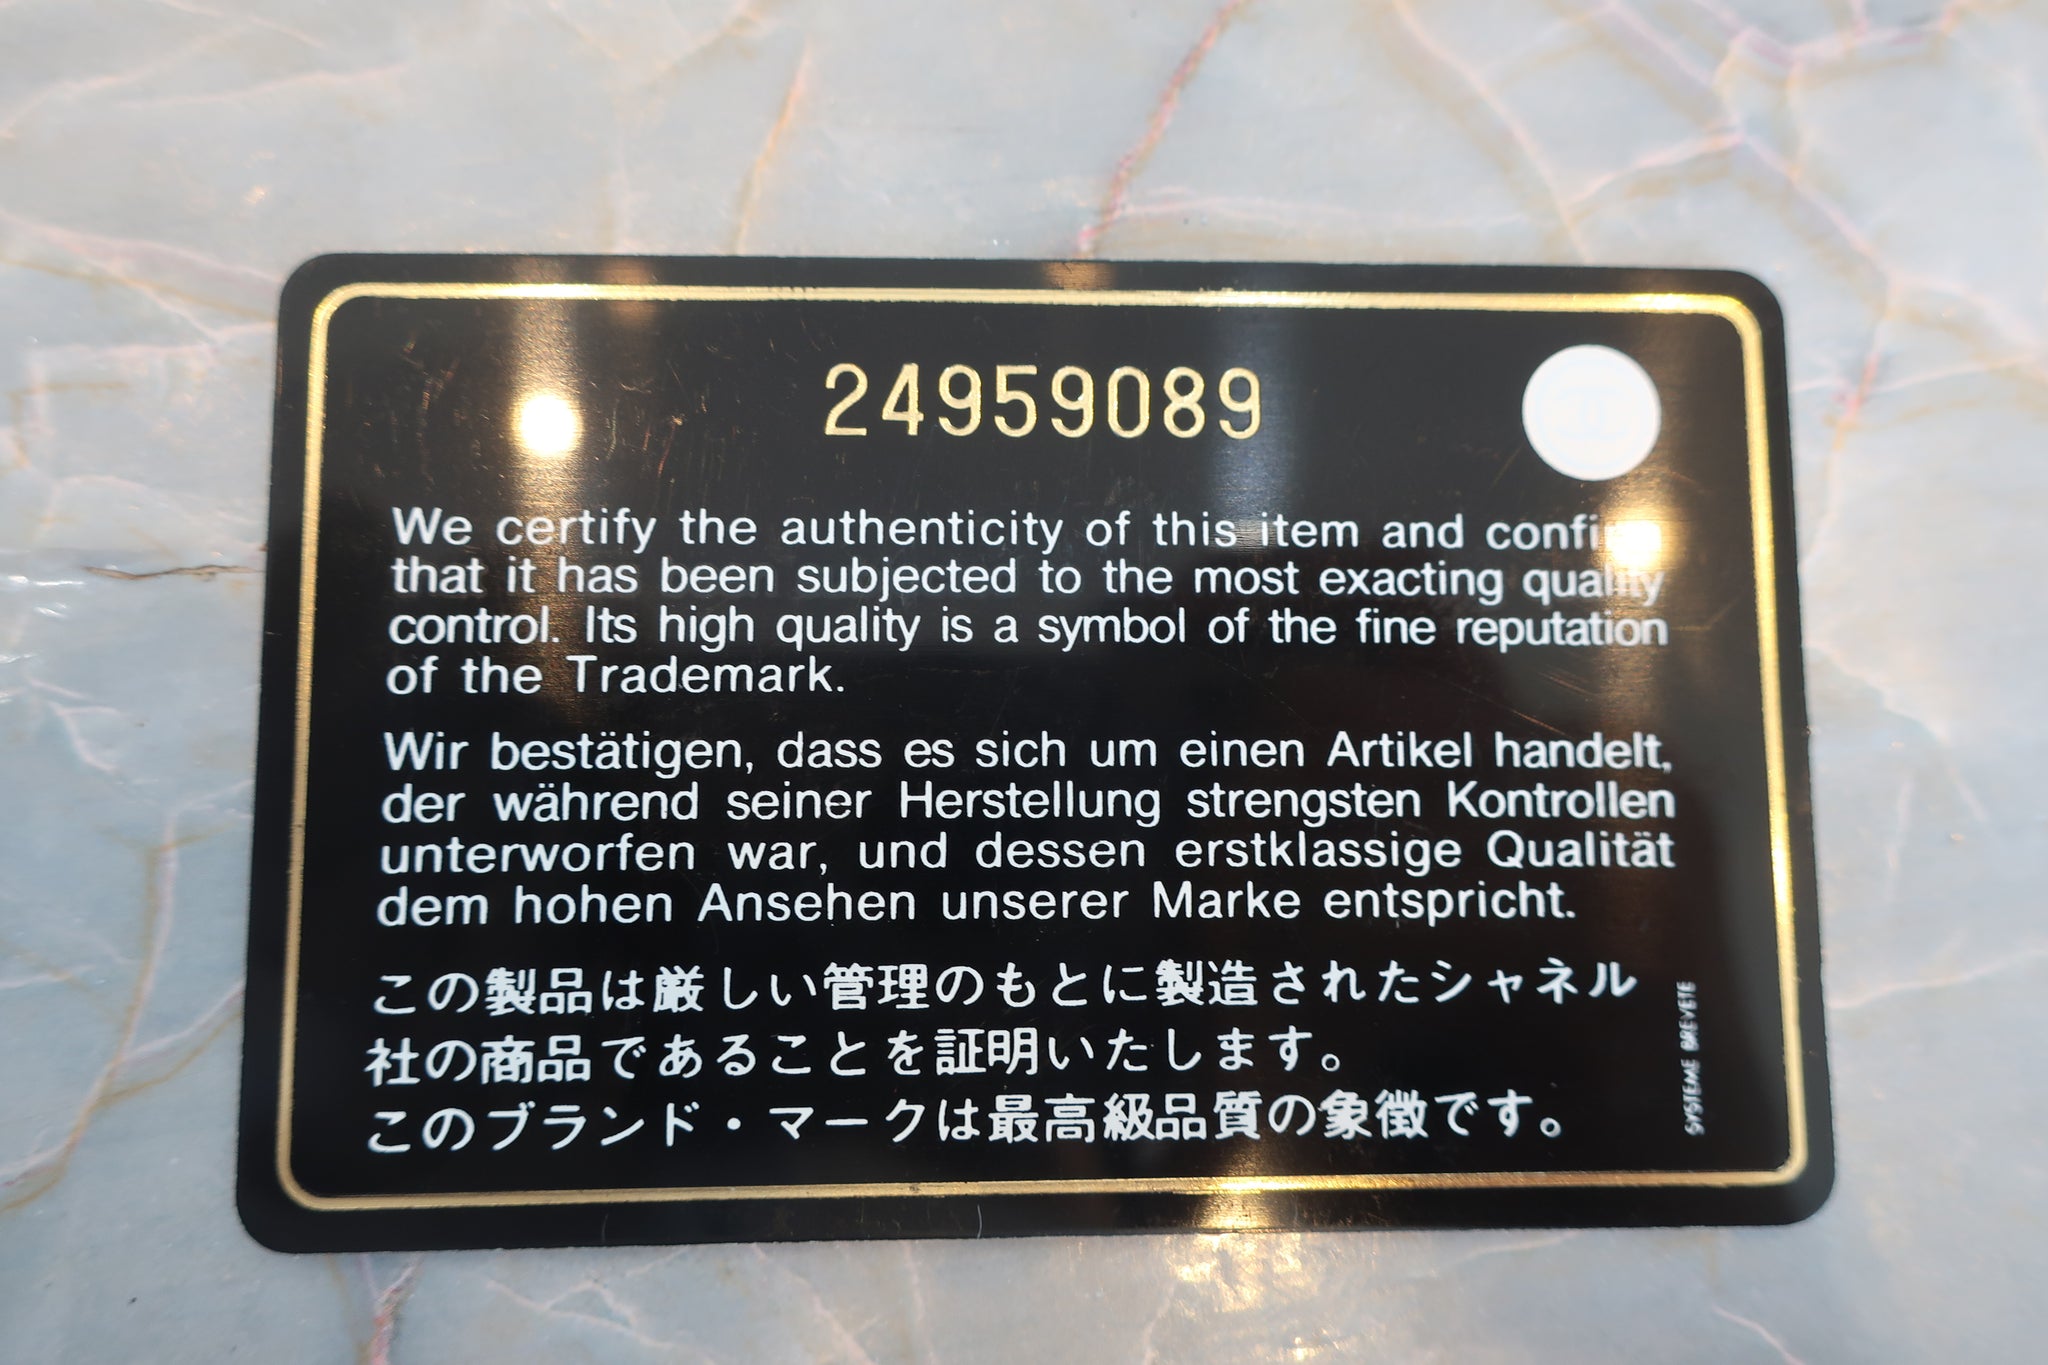 24959089
We certify the authenticity of this item and
that it has been subjected to the most exacting quality
control. Its high quality is a symbol of the fine reputation
of the Trademark.
Wir bestätigen, dass es sich um einen Artikel handelt,
der während seiner Herstellung strengsten Kontrollen
unterworfen war, und dessen erstklassige Qualität
dem hohen Ansehen unserer Marke entspricht.
この製品は厳しい管理のもとに製造されたシャネル
社の商品であることを証明いたします。
このブランド・マークは最高級品質の象徴です。
SYSTEME BREVETE